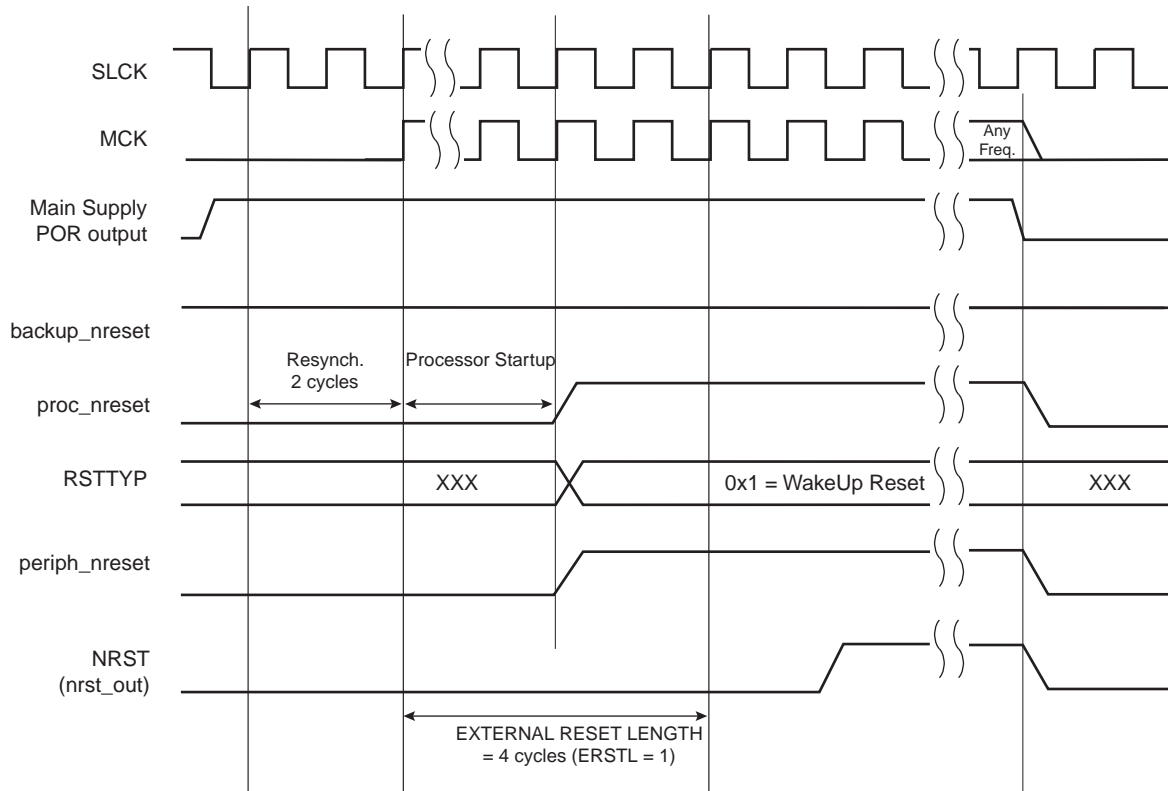 SLCK
MCK
Any
Freq.
Main Supply
POR output
backup_nreset
Resynch.
2 cycles
Processor Startup
proc_nreset
RSTTYP
XXX
0x1 = WakeUp Reset
XXX
periph_nreset
NRST
(nrst_out)
EXTERNAL RESET LENGTH
= 4 cycles (ERSTL = 1)